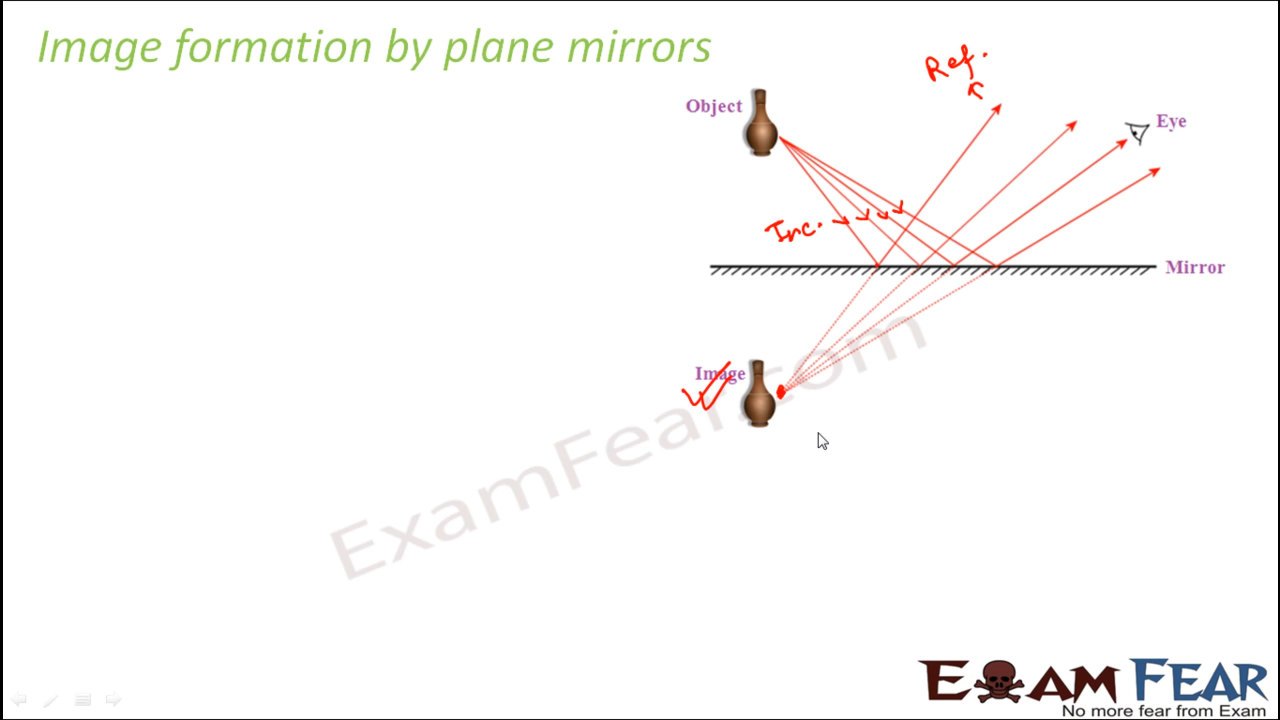 Image formation by plane mirrors
Ref.
Object
Eye
Inc.
Mirror
Image
ExamFear.com
EXAM FEAR
No more fear from Exam